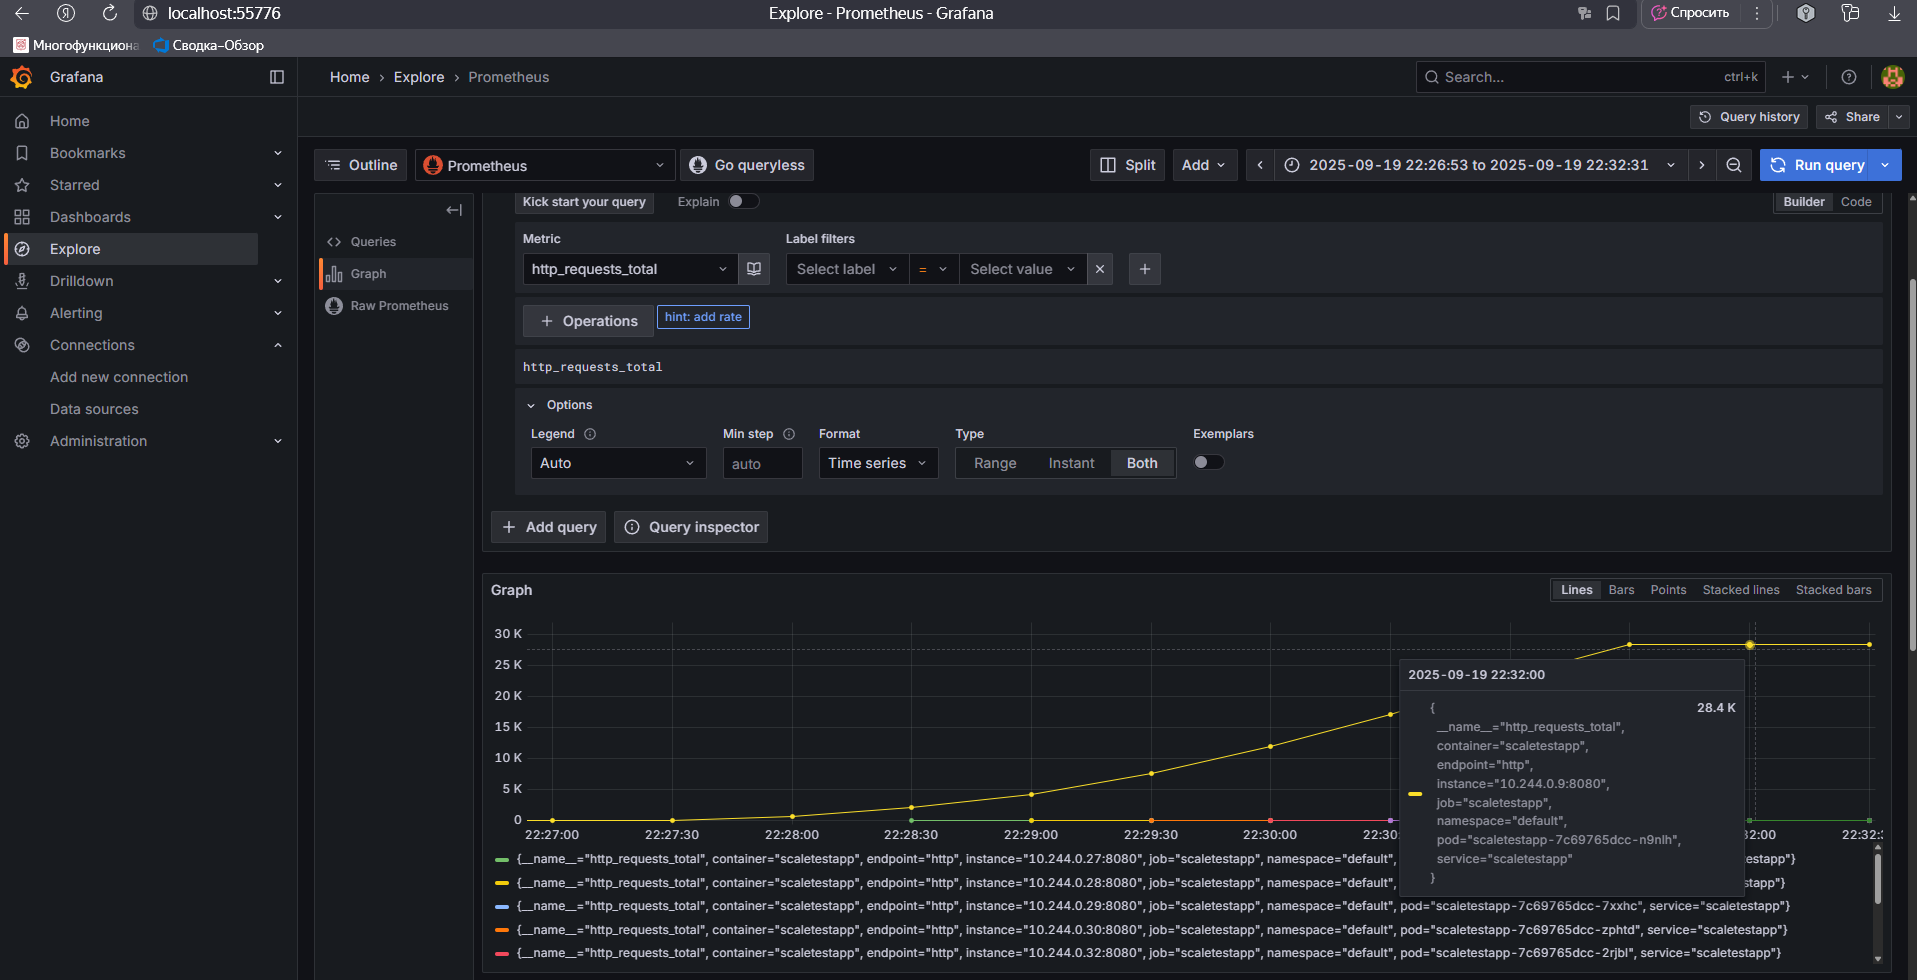 localhost:55776
Explore - Prometheus - Grafana
Спросить
Многофункциона
Сводка–Обзор
Grafana
Home › Explore › Prometheus
Search...
ctrl+k
Home
Bookmarks
Starred
Dashboards
Explore
Drilldown
Alerting
Connections
Add new connection
Data sources
Administration
Query history
Share
Outline
Prometheus
Go queryless
Split
Add
2025-09-19 22:26:53 to 2025-09-19 22:32:31
Run query
Queries
Graph
Raw Prometheus
Kick start your query
Explain
Builder
Code
Metric
Label filters
http_requests_total
Select label
=
Select value
+ Operations
hint: add rate
http_requests_total
Options
Legend
Min step
Format
Type
Exemplars
Auto
auto
Time series
Range
Instant
Both
+ Add query
Query inspector
Graph
Lines
Bars
Points
Stacked lines
Stacked bars
30 K
25 K
20 K
15 K
10 K
5 K
0
22:27:00
22:27:30
22:28:00
22:28:30
22:29:00
22:29:30
22:30:00
22:30
32:00
22:32:
2025-09-19 22:32:00
{
28.4 K
__name__="http_requests_total",
container="scaletestapp",
endpoint="http",
instance="10.244.0.9:8080",
job="scaletestapp",
namespace="default",
pod="scaletestapp-7c69765dcc-n9nlh",
service="scaletestapp"
}
{__name__="http_requests_total", container="scaletestapp", endpoint="http", instance="10.244.0.27:8080", job="scaletestapp", namespace="default", scaletestapp"}
{__name__="http_requests_total", container="scaletestapp", endpoint="http", instance="10.244.0.28:8080", job="scaletestapp", namespace="default", stapp"}
{__name__="http_requests_total", container="scaletestapp", endpoint="http", instance="10.244.0.29:8080", job="scaletestapp", namespace="default", pod="scaletestapp-7c69765dcc-7xxhc", service="scaletestapp"}
{__name__="http_requests_total", container="scaletestapp", endpoint="http", instance="10.244.0.30:8080", job="scaletestapp", namespace="default", pod="scaletestapp-7c69765dcc-zphtd", service="scaletestapp"}
{__name__="http_requests_total", container="scaletestapp", endpoint="http", instance="10.244.0.32:8080", job="scaletestapp", namespace="default", pod="scaletestapp-7c69765dcc-2rjbl", service="scaletestapp"}